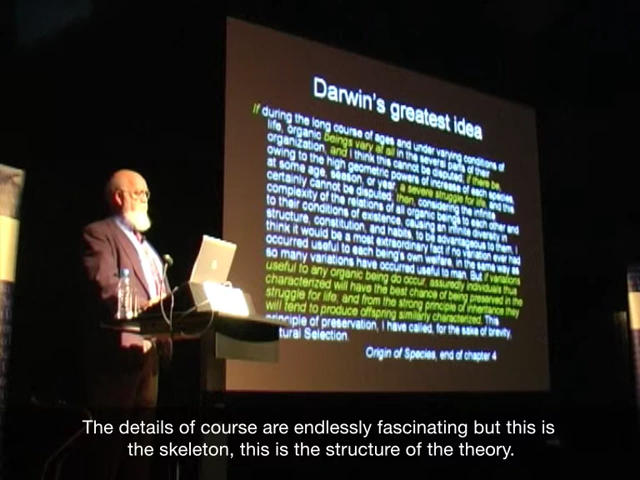 Darwin's greatest idea
If during the long course of ages and under varying conditions of
life, organic beings vary at all in the several parts of their
organization, and I think this cannot be disputed; if there be,
owing to the high geometric powers of increase of each species,
at some age, season, or year, a severe struggle for life, and this
certainly cannot be disputed; then, considering the infinite
complexity of the relations of all organic beings to each other and
to their conditions of existence, causing an infinite diversity in
structure, constitution, and habits, to be advantageous to them, I
think it would be a most extraordinary fact if no variation ever had
occurred useful to each being's own welfare, in the same way as
so many variations have occurred useful to man. But if variations
useful to any organic being do occur, assuredly individuals thus
characterized will have the best chance of being preserved in the
struggle for life; and from the strong principle of inheritance they
will tend to produce offspring similarly characterized. This
principle of preservation, I have called, for the sake of brevity,
tural Selection.
Origin of Species, end of chapter 4
The details of course are endlessly fascinating but this is
the skeleton, this is the structure of the theory.